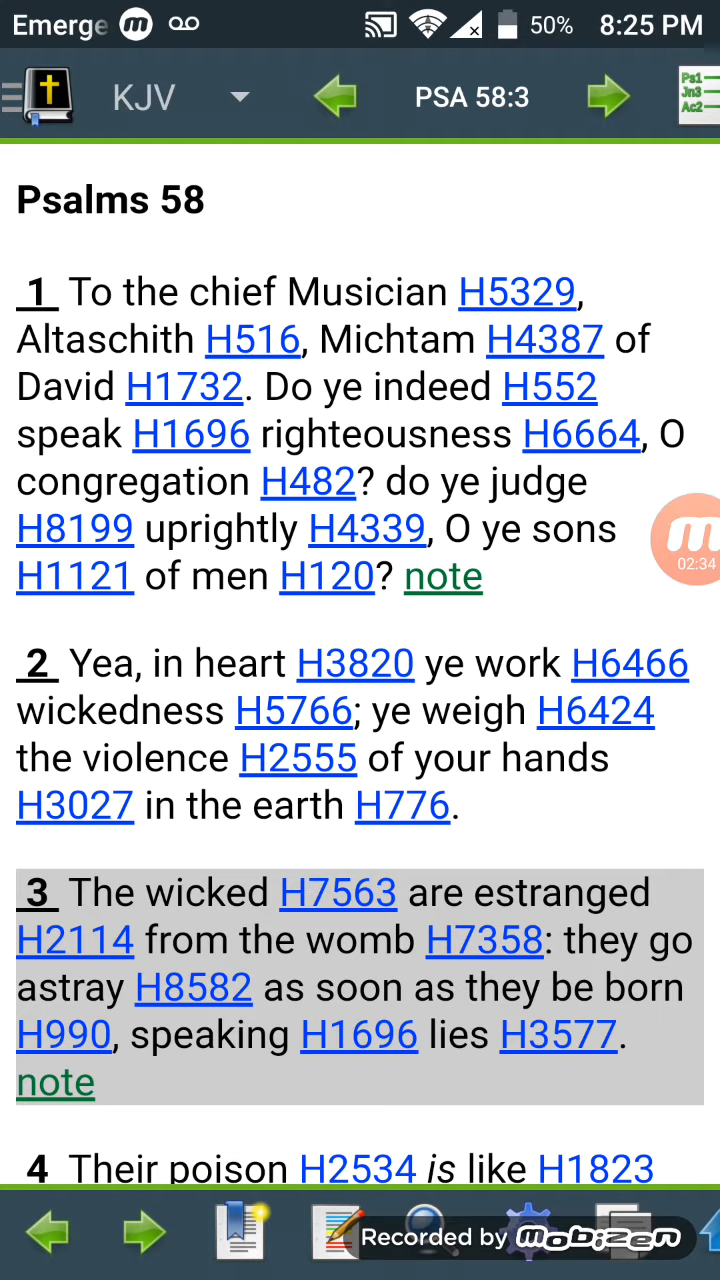 Emerge 50% 8:25 PM
KJV PSA 58:3 Ps1
Jn3
Ac2
Psalms 58
1 To the chief Musician H5329,
Altaschith H516, Michtam H4387 of
David H1732. Do ye indeed H552
speak H1696 righteousness H6664, O
congregation H482? do ye judge
H8199 uprightly H4339, O ye sons
H1121 of men H120? note
m
02:34
2 Yea, in heart H3820 ye work H6466
wickedness H5766; ye weigh H6424
the violence H2555 of your hands
H3027 in the earth H776.
3 The wicked H7563 are estranged
H2114 from the womb H7358: they go
astray H8582 as soon as they be born
H990, speaking H1696 lies H3577.
note
4 Their poison H2534 is like H1823
Recorded by mobizen